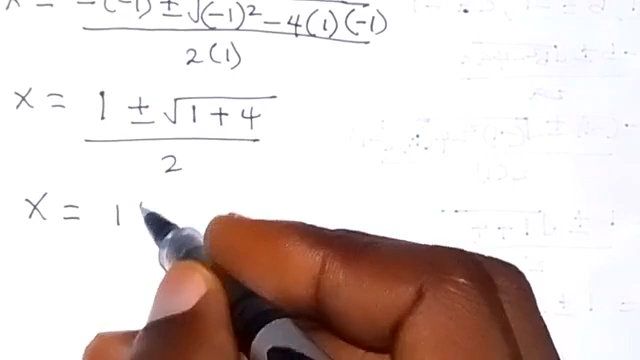 x = -(-1) ± √(-1)² - 4(1)(-1)
2(1)
x = 1 ± √1 + 4
2
x = 1